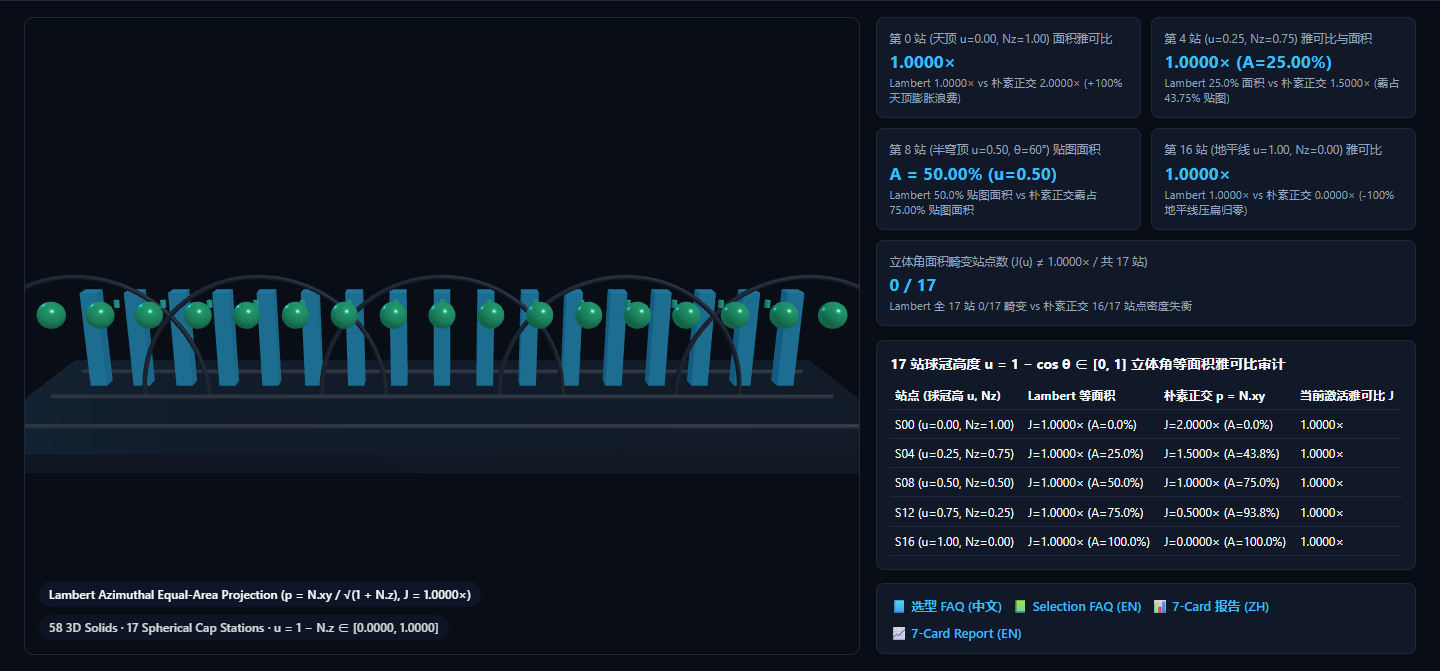 Lambert Azimuthal Equal-Area Projection (p = N.xy / √(1 + N.z), J = 1.0000×)
58 3D Solids · 17 Spherical Cap Stations · u = 1 − N.z ∈ [0.0000, 1.0000]
第 0 站 (天顶 u=0.00, Nz=1.00) 面积雅可比
1.0000×
Lambert 1.0000× vs 朴素正交 2.0000× (+100%
天顶膨胀浪费)
第 4 站 (u=0.25, Nz=0.75) 雅可比与面积
1.0000× (A=25.00%)
Lambert 25.0% 面积 vs 朴素正交 1.5000× (霸占
43.75% 贴图)
第 8 站 (半穹顶 u=0.50, θ=60°) 贴图面积
A = 50.00% (u=0.50)
Lambert 50.0% 贴图面积 vs 朴素正交霸占
75.00% 贴图面积
第 16 站 (地平线 u=1.00, Nz=0.00) 雅可比
1.0000×
Lambert 1.0000× vs 朴素正交 0.0000× (-100%
地平线压扁归零)
立体角面积畸变站点数 (J(u) ≠ 1.0000× / 共 17 站)
0 / 17
Lambert 全 17 站 0/17 畸变 vs 朴素正交 16/17 站点密度失衡
17 站球冠高度 u = 1 − cos θ ∈ [0, 1] 立体角等面积雅可比审计
站点 (球冠高 u, Nz) Lambert 等面积 朴素正交 p = N.xy 当前激活雅可比 J
S00 (u=0.00, Nz=1.00) J=1.0000× (A=0.0%) J=2.0000× (A=0.0%) 1.0000×
S04 (u=0.25, Nz=0.75) J=1.0000× (A=25.0%) J=1.5000× (A=43.8%) 1.0000×
S08 (u=0.50, Nz=0.50) J=1.0000× (A=50.0%) J=1.0000× (A=75.0%) 1.0000×
S12 (u=0.75, Nz=0.25) J=1.0000× (A=75.0%) J=0.5000× (A=93.8%) 1.0000×
S16 (u=1.00, Nz=0.00) J=1.0000× (A=100.0%) J=0.0000× (A=100.0%) 1.0000×
选型 FAQ (中文) Selection FAQ (EN) 7-Card 报告 (ZH)
7-Card Report (EN)